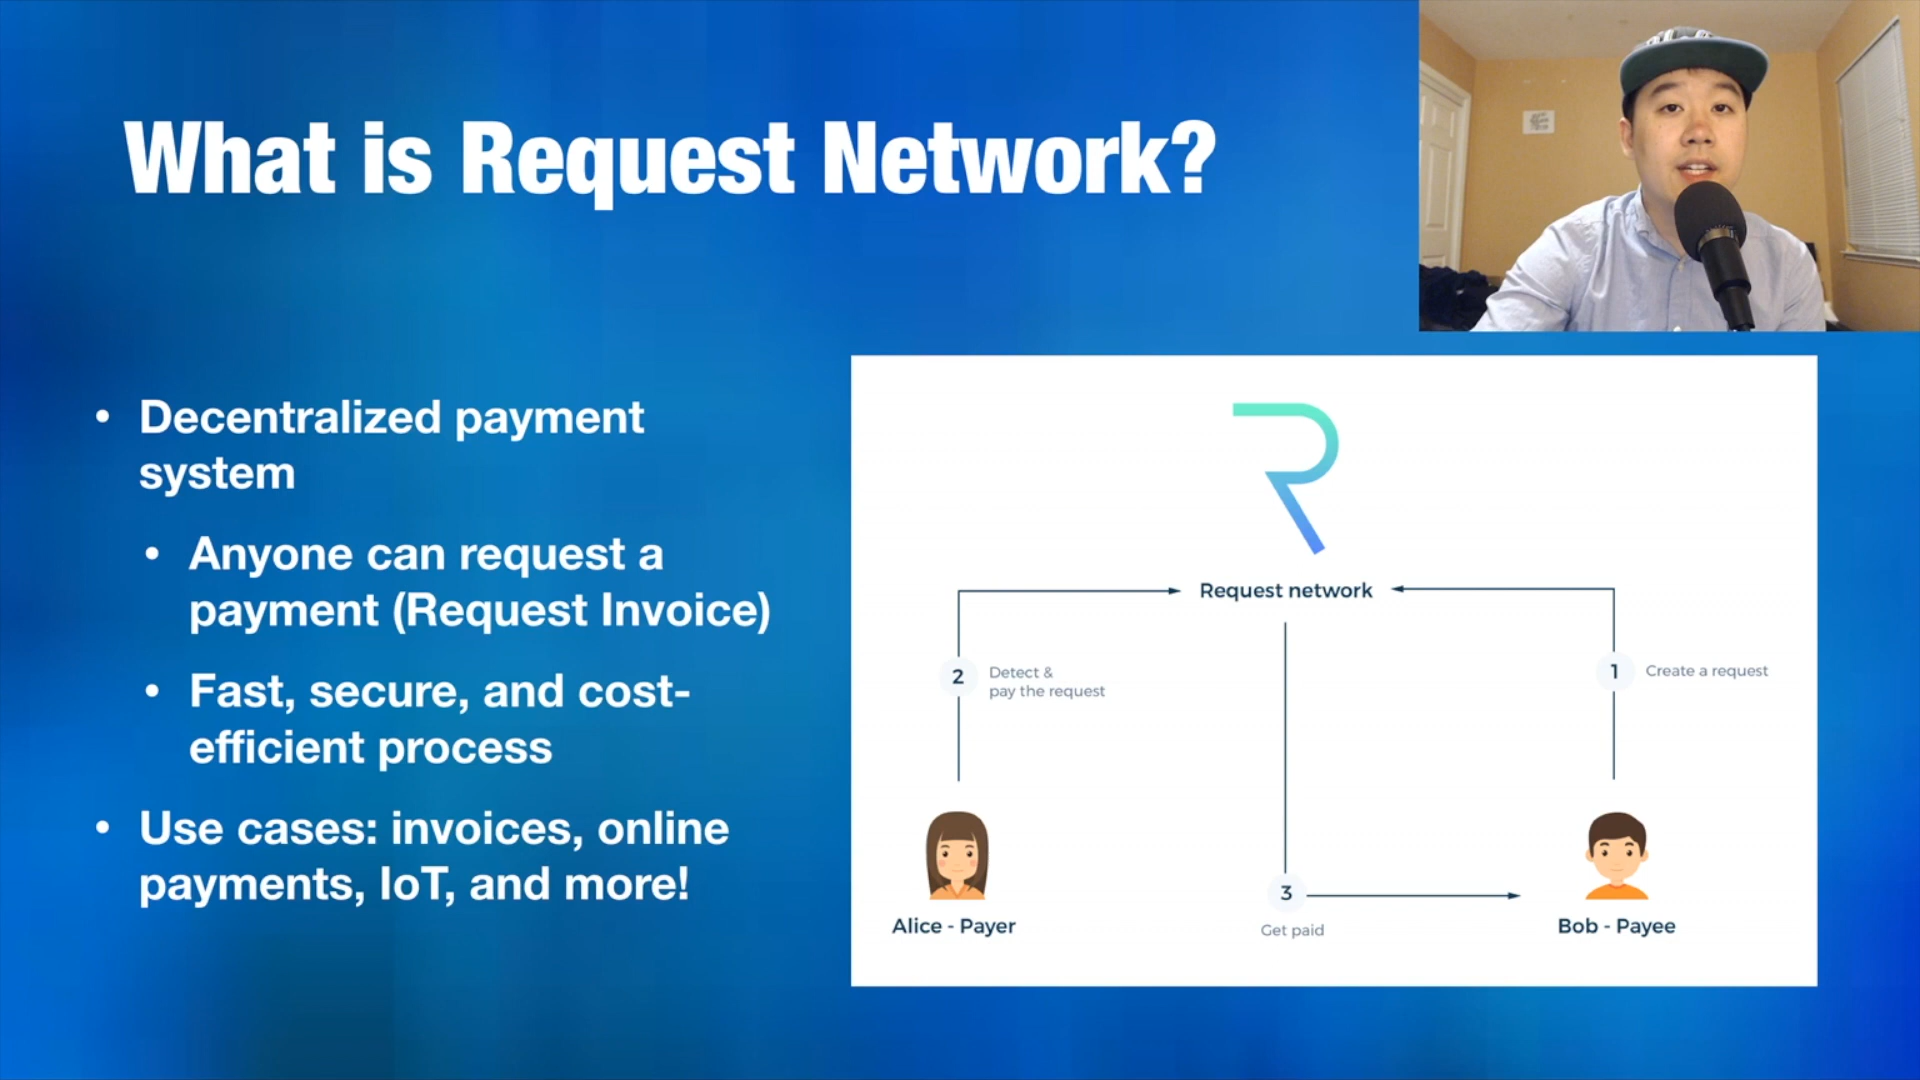 What is Request Network?
• Decentralized payment
system
• Anyone can request a
payment (Request Invoice)
• Fast, secure, and cost-
efficient process
• Use cases: invoices, online
payments, IoT, and more!
Request network
2
Detect &
pay the request
1
Create a request
3
Get paid
Alice - Payer
Bob - Payee